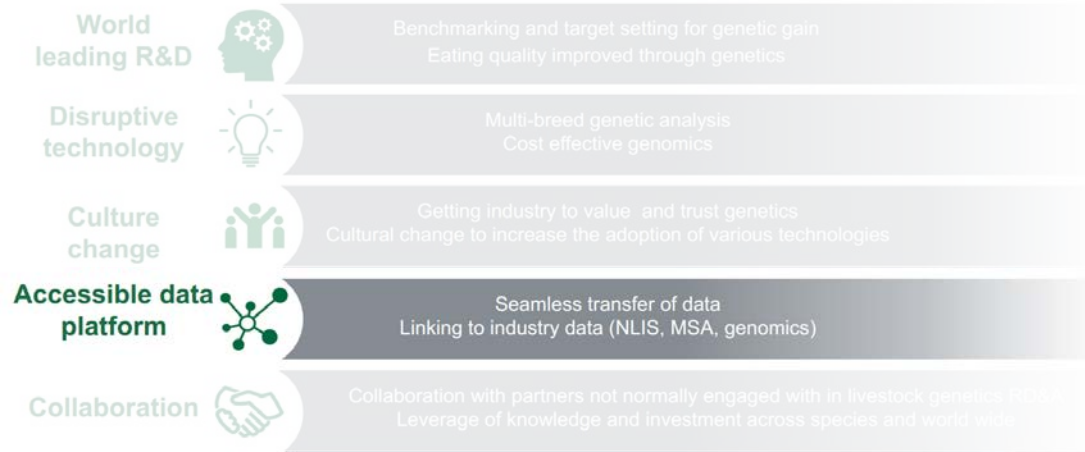 World
leading R&D
Benchmarking and target setting for genetic gain
Eating quality improved through genetics
Disruptive
technology
Multi-breed genetic analysis
Cost effective genomics
Culture
change
Getting industry to value and trust genetics
Cultural change to increase the adoption of various technologies
Accessible data
platform
Seamless transfer of data
Linking to industry data (NLIS, MSA, genomics)
Collaboration
Collaboration with partners not normally engaged with in livestock genetics
Leverage of knowledge and investment across species and world wide